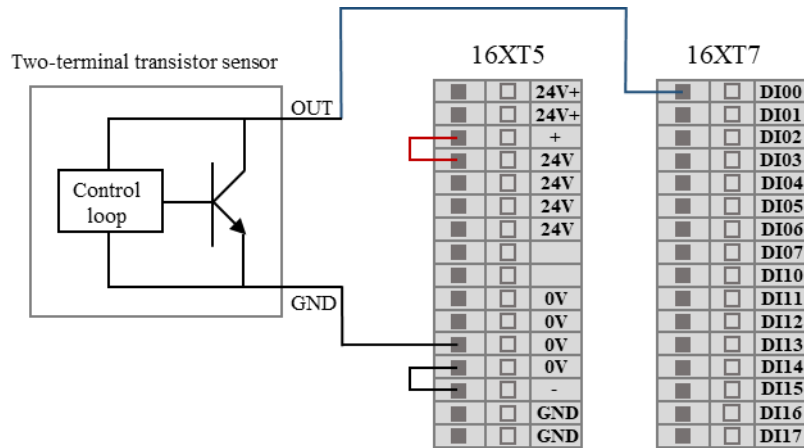 Two-terminal transistor sensor
OUT
Control
loop
GND
16XT5
24V+
24V+
+
24V
24V
24V
24V
0V
0V
0V
0V
-
GND
GND
16XT7
DI00
DI01
DI02
DI03
DI04
DI05
DI06
DI07
DI10
DI11
DI12
DI13
DI14
DI15
DI16
DI17